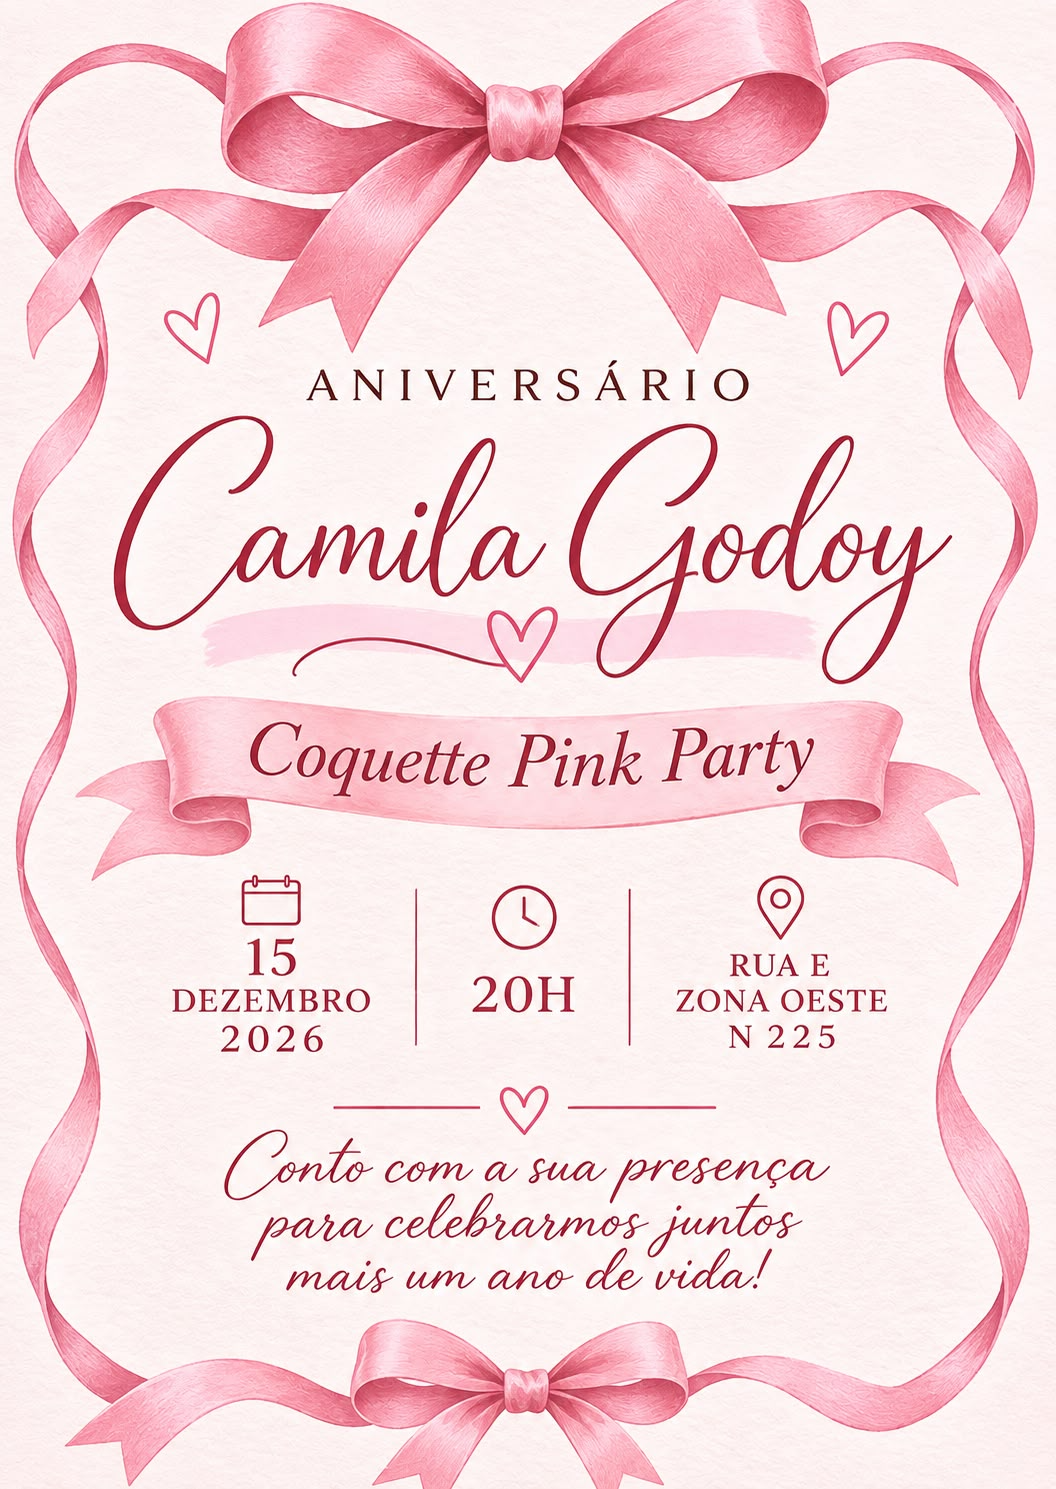 ANIVERSÁRIO
Camila Godoy
Coquette Pink Party
15
DEZEMBRO
2026
20H
RUA E
ZONA OESTE
N 225
Conto com a sua presença
para celebrarmos juntos
mais um ano de vida!